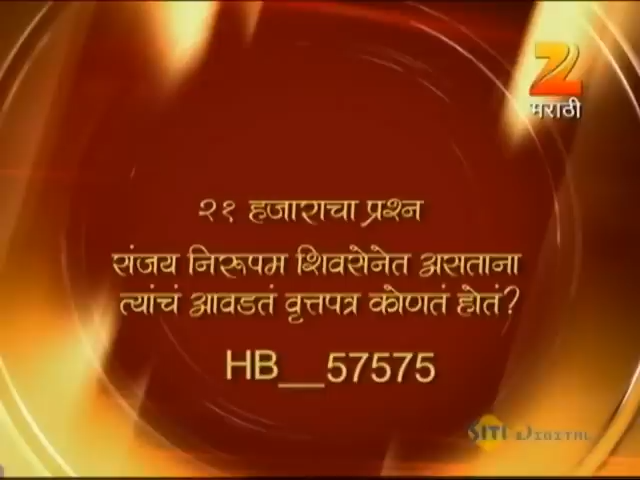 Z
मराठी
२१ हजाराचा प्रश्न
संजय निरूपम शिवसेनेत असताना
त्यांचं आवडतं वृत्तपत्र कोणतं होतं?
HB__57575
SITI DIGITAL